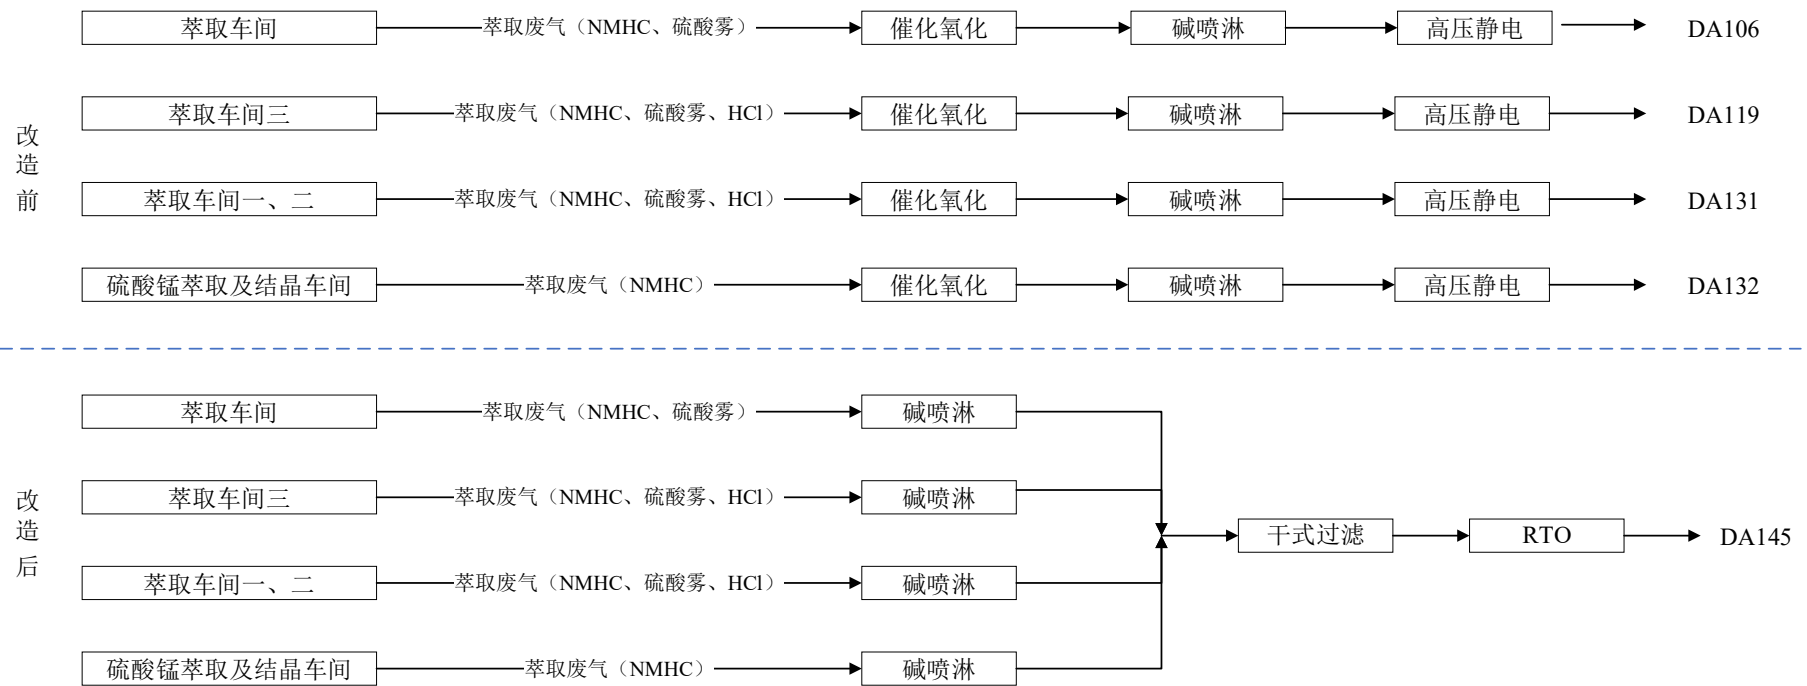 改造前
萃取车间 萃取废气（NMHC、硫酸雾） 催化氧化 碱喷淋 高压静电 DA106
萃取车间三 萃取废气（NMHC、硫酸雾、HCl） 催化氧化 碱喷淋 高压静电 DA119
萃取车间一、二 萃取废气（NMHC、硫酸雾、HCl） 催化氧化 碱喷淋 高压静电 DA131
硫酸锰萃取及结晶车间 萃取废气（NMHC） 催化氧化 碱喷淋 高压静电 DA132
改造后
萃取车间 萃取废气（NMHC、硫酸雾） 碱喷淋
萃取车间三 萃取废气（NMHC、硫酸雾、HCl） 碱喷淋
干式过滤 RTO DA145
萃取车间一、二 萃取废气（NMHC、硫酸雾、HCl） 碱喷淋
硫酸锰萃取及结晶车间 萃取废气（NMHC） 碱喷淋